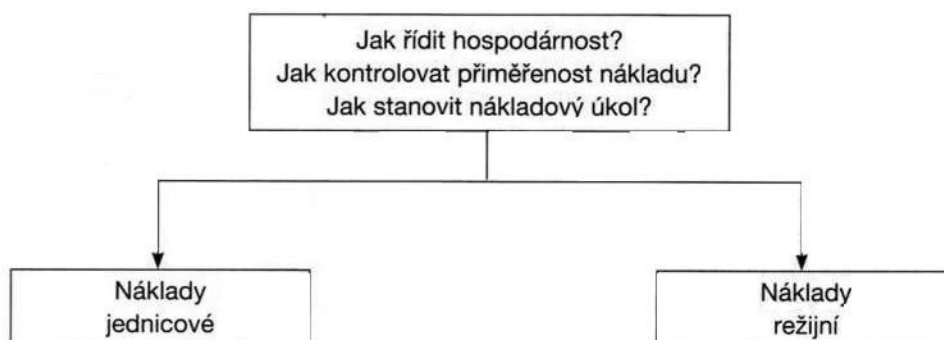 Jak řídit hospodárnost?
Jak kontrolovat přiměřenost nákladu?
Jak stanovit nákladový úkol?
Náklady
jednicové
Náklady
režijní